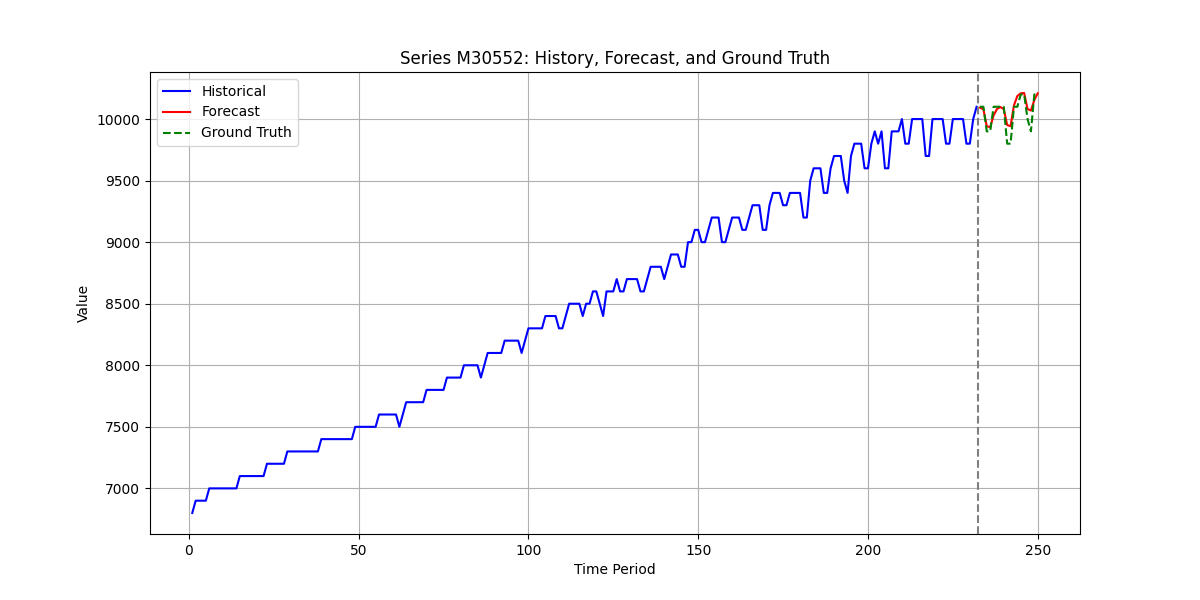 Series M30552: History, Forecast, and Ground Truth
Historical
Forecast
Ground Truth
Value
10000
9500
9000
8500
8000
7500
7000
0 50 100 150 200 250
Time Period